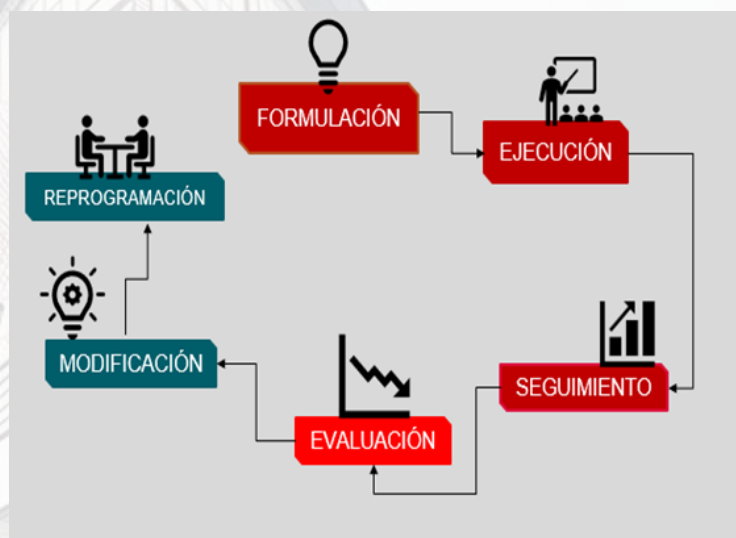 FORMULACIÓN
EJECUCIÓN
SEGUIMIENTO
EVALUACIÓN
MODIFICACIÓN
REPROGRAMACIÓN